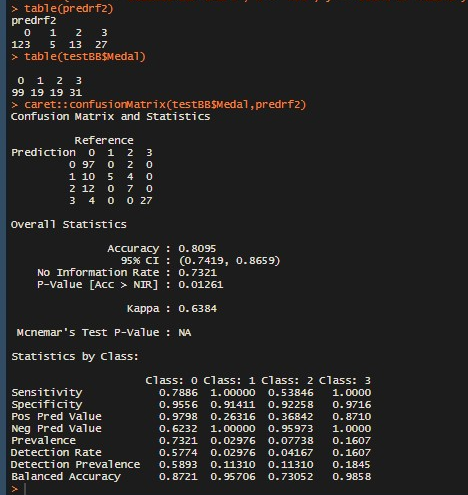 > table(predrf2)
predrf2
  0   1   2   3
123   5  13  27
> table(testBB$Medal)

 0  1  2  3
99 19 19 31
> caret::confusionMatrix(testBB$Medal,predrf2)
Confusion Matrix and Statistics

          Reference
Prediction  0  1  2  3
         0 97  0  2  0
         1 10  5  4  0
         2 12  0  7  0
         3  4  0  0 27

Overall Statistics

               Accuracy : 0.8095
                 95% CI : (0.7419, 0.8659)
    No Information Rate : 0.7321
    P-Value [Acc > NIR] : 0.01261

                  Kappa : 0.6384

 Mcnemar's Test P-Value : NA

Statistics by Class:

                     Class: 0 Class: 1 Class: 2 Class: 3
Sensitivity            0.7886  1.00000  0.53846   1.0000
Specificity            0.9556  0.91411  0.92258   0.9716
Pos Pred Value         0.9798  0.26316  0.36842   0.8710
Neg Pred Value         0.6232  1.00000  0.95973   1.0000
Prevalence             0.7321  0.02976  0.07738   0.1607
Detection Rate         0.5774  0.02976  0.04167   0.1607
Detection Prevalence   0.5893  0.11310  0.11310   0.1845
Balanced Accuracy      0.8721  0.95706  0.73052   0.9858
>